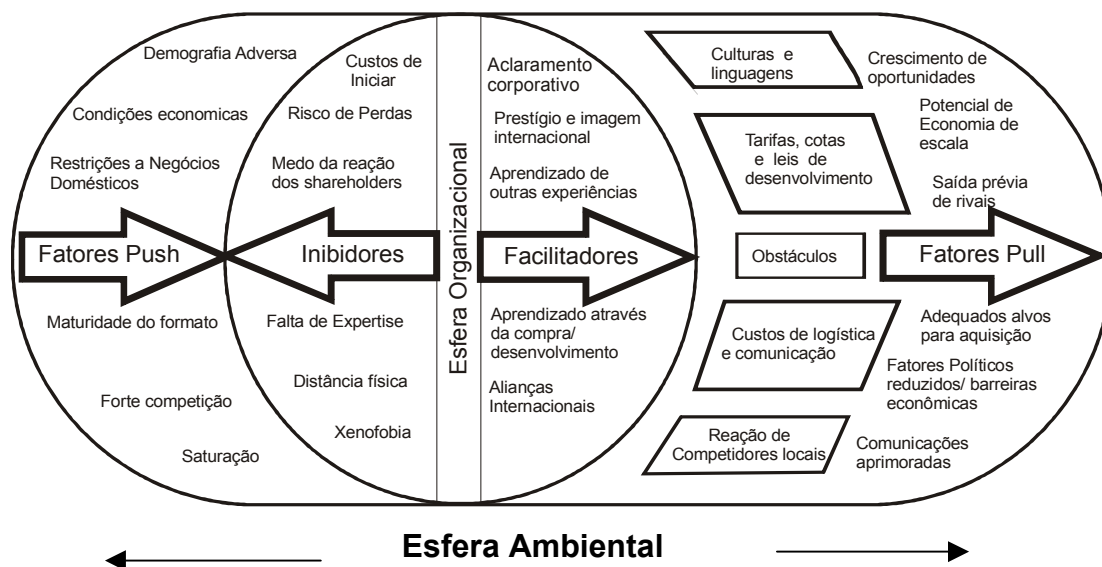 Demografia Adversa
Condições economicas
Restrições a Negócios
Domésticos
Fatores Push
Maturidade do formato
Forte competição
Saturação
Custos de
Iniciar
Risco de Perdas
Medo da reação
dos shareholders
Inibidores
Falta de Expertise
Distância física
Xenofobia
Esfera Organizacional
Aclaramento
corporativo
Prestígio e imagem
internacional
Aprendizado de
outras experiências
Facilitadores
Aprendizado através
da compra/
desenvolvimento
Alianças
Internacionais
Culturas e
linguagens
Tarifas, cotas
e leis de
desenvolvimento
Obstáculos
Custos de logística
e comunicação
Reação de
Competidores locais
Crescimento de
oportunidades
Potencial de
Economia de
escala
Saída prévia
de rivais
Fatores Pull
Adequados alvos
para aquisição
Fatores Políticos
reduzidos/ barreiras
econômicas
Comunicações
aprimoradas
Esfera Ambiental